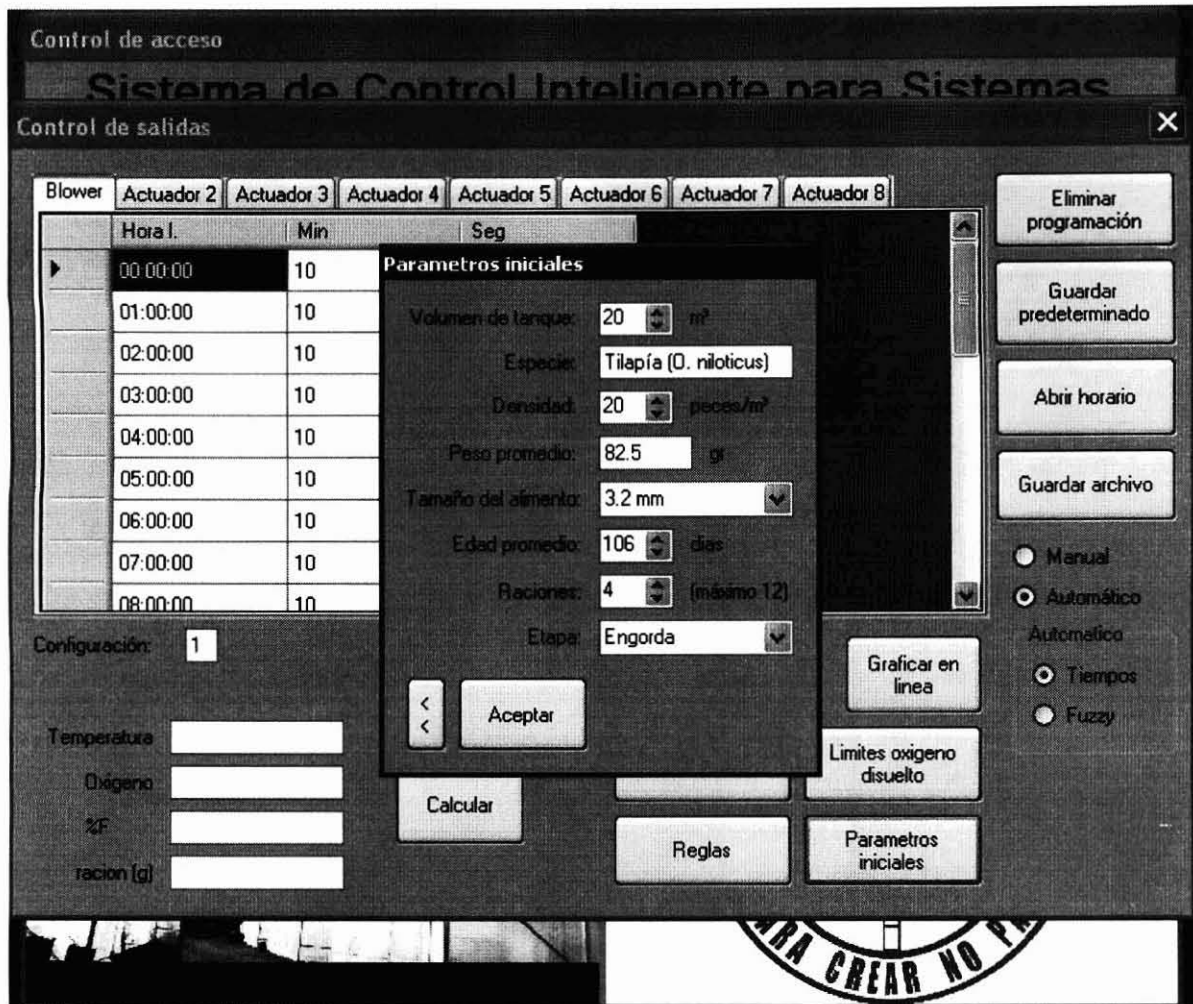 Control de acceso
Sistema de Control Inteligente para Sistemas
Control de salidas
Blower Actuador 2 Actuador 3 Actuador 4 Actuador 5 Actuador 6 Actuador 7 Actuador 8
Hora I. Min Seg
00:00:00 10
01:00:00 10
02:00:00 10
03:00:00 10
04:00:00 10
05:00:00 10
06:00:00 10
07:00:00 10
08:00:00 10
Parametros iniciales
Volumen de tanque: 20 m³
Especie: Tilapía (O. niloticus)
Densidad: 20 peces/m³
Peso promedio: 82.5 gr
Tamaño del alimento: 3.2 mm
Edad promedio: 106 dias
Raciones: 4 (máximo 12)
Etapa: Engorda
<
<
Aceptar
Eliminar
programación
Guardar
predeterminado
Abrir horario
Guardar archivo
Manual
Automático
Automatico
Tiempos
Fuzzy
Configuración: 1
Temperatura
Oxigeno
%F
racion (g)
Calcular
Graficar en
linea
Limites oxigeno
disuelto
Reglas
Parametros
iniciales
PARA CREAR NO